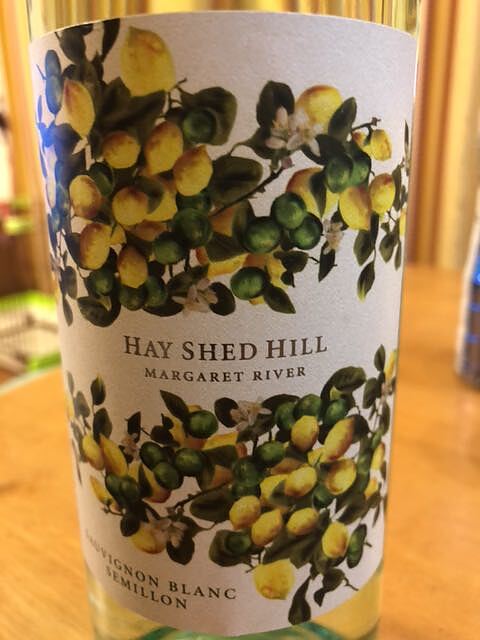 HAY SHED HILL
MARGARET RIVER
SAUVIGNON BLANC
SEMILLON